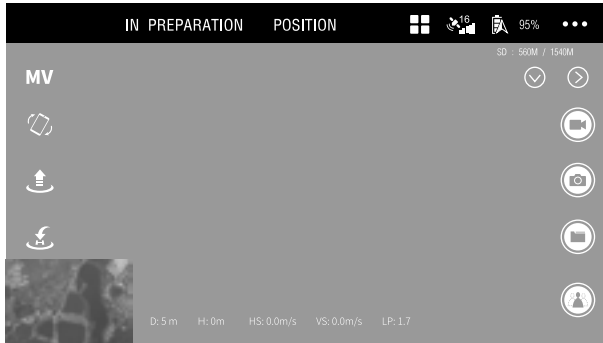 IN PREPARATION POSITION 16 95%
SD : 560M / 1540M
MV
H
D: 5 m H: 0m HS: 0.0m/s VS: 0.0m/s LP: 1.7